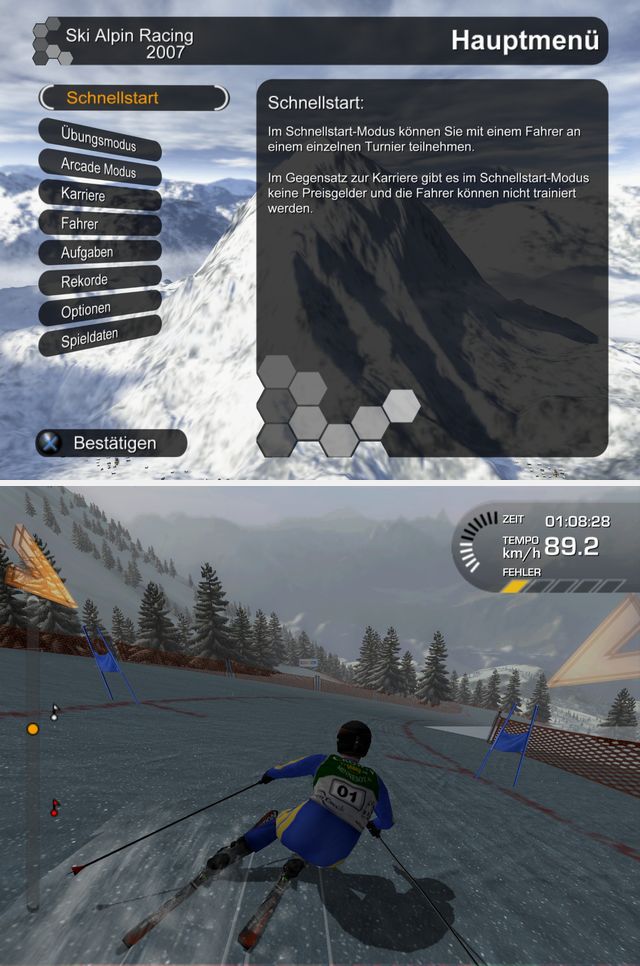 Ski Alpin Racing
2007
Hauptmenü
Schnellstart
Übungsmodus
Arcade Modus
Karriere
Fahrer
Aufgaben
Rekorde
Optionen
Spieldaten
Bestätigen
Schnellstart:
Im Schnellstart-Modus können Sie mit einem Fahrer an
einem einzelnen Turnier teilnehmen.
Im Gegensatz zur Karriere gibt es im Schnellstart-Modus
keine Preisgelder und die Fahrer können nicht trainiert
werden.
ZEIT 01:08:28
TEMPO
km/h 89.2
FEHLER
MINNESOTA
01